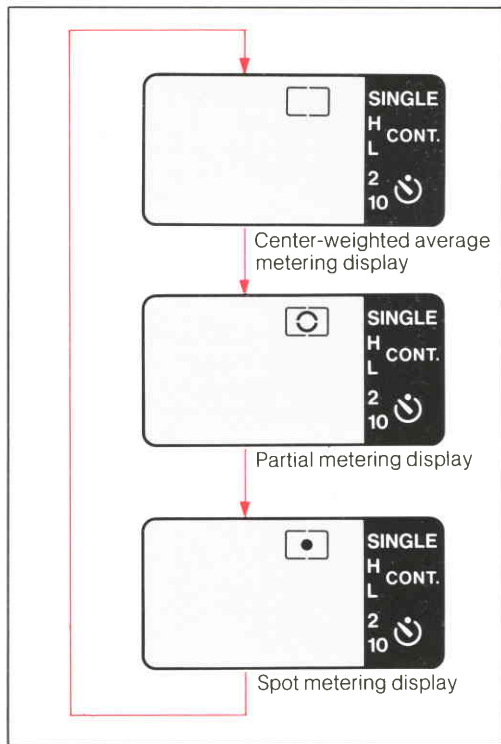 SINGLE
H CONT.
L
2
10
Center-weighted average
metering display
SINGLE
H CONT.
L
2
10
Partial metering display
SINGLE
H CONT.
L
2
10
Spot metering display